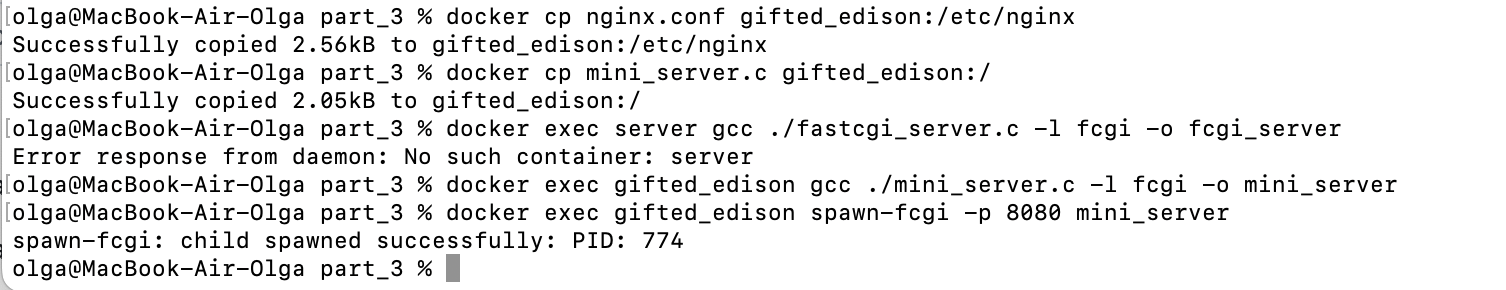 [olga@MacBook-Air-Olga part_3 % docker cp nginx.conf gifted_edison:/etc/nginx
Successfully copied 2.56kB to gifted_edison:/etc/nginx
[olga@MacBook-Air-Olga part_3 % docker cp mini_server.c gifted_edison:/
Successfully copied 2.05kB to gifted_edison:/
[olga@MacBook-Air-Olga part_3 % docker exec server gcc ./fastcgi_server.c -l fcgi -o fcgi_server
Error response from daemon: No such container: server
[olga@MacBook-Air-Olga part_3 % docker exec gifted_edison gcc ./mini_server.c -l fcgi -o mini_server
[olga@MacBook-Air-Olga part_3 % docker exec gifted_edison spawn-fcgi -p 8080 mini_server
spawn-fcgi: child spawned successfully: PID: 774
olga@MacBook-Air-Olga part_3 %